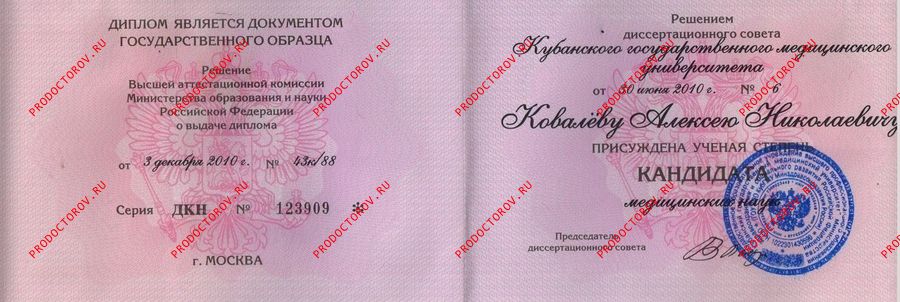 ДИПЛОМ ЯВЛЯЕТСЯ ДОКУМЕНТОМ
ГОСУДАРСТВЕННОГО ОБРАЗЦА
Решение
Высшей аттестационной комиссии
Министерства образования и науки
Российской Федерации
о выдаче диплома
от 3 декабря 2010 г. № 43к/88
Серия ДКН № 123909 *
г. МОСКВА
Решением
диссертационного совета
Кубанского государственного медицинского
университета
от 30 июня 2010 г. № 6
Ковалёву Алексею Николаевичу
ПРИСУЖДЕНА УЧЕНАЯ СТЕПЕНЬ
КАНДИДАТА
медицинских наук
Председатель
диссертационного совета
PRODOCTOROV.RU